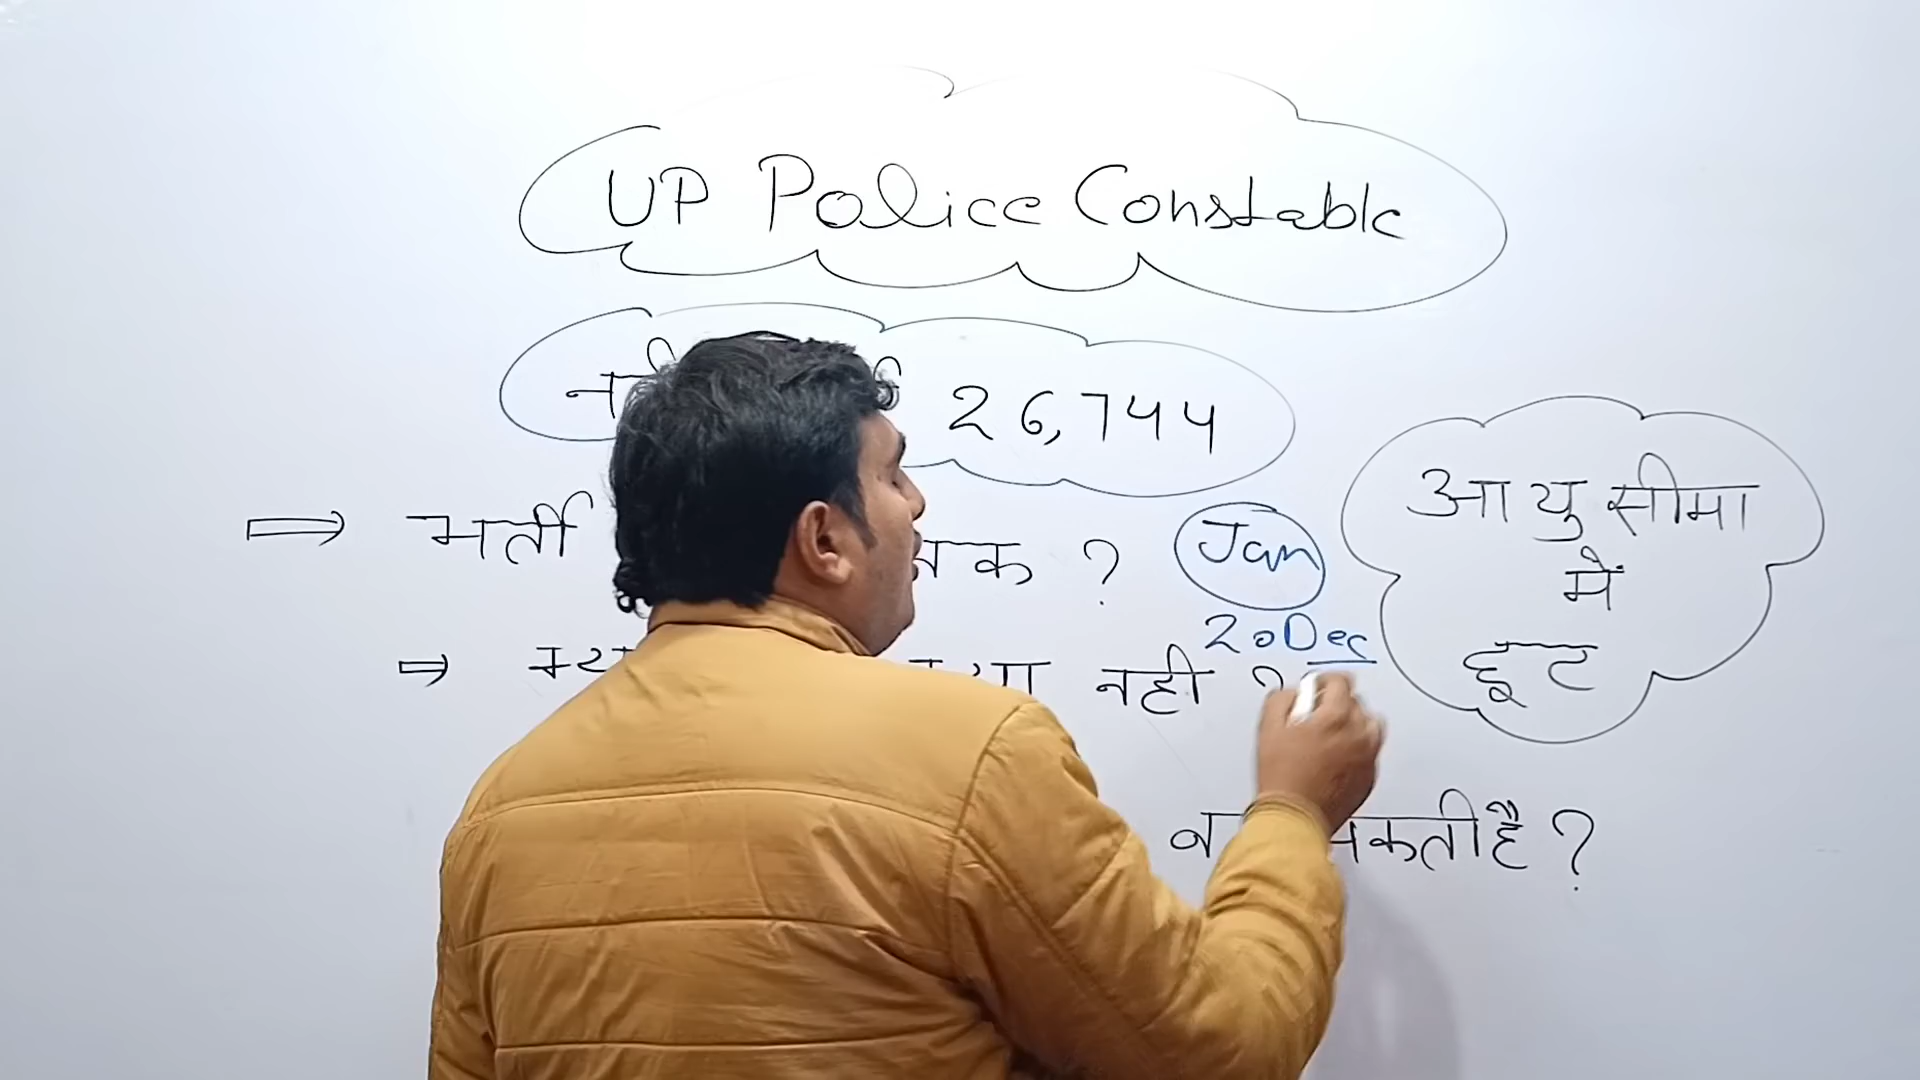 UP Police Constable
26,744
भर्ती तक ? Jan
20 Dec
नही ?
सकती है ?
आयु सीमा
में
छूट